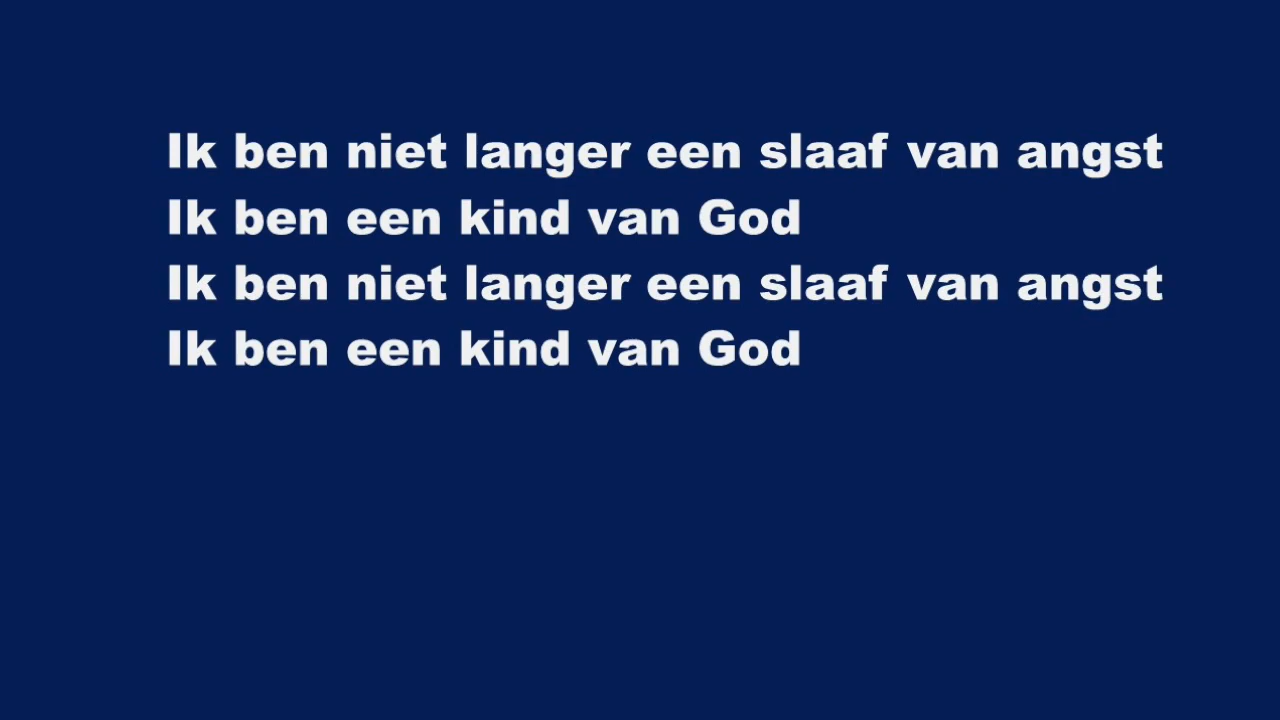 Ik ben niet langer een slaaf van angst
Ik ben een kind van God
Ik ben niet langer een slaaf van angst
Ik ben een kind van God